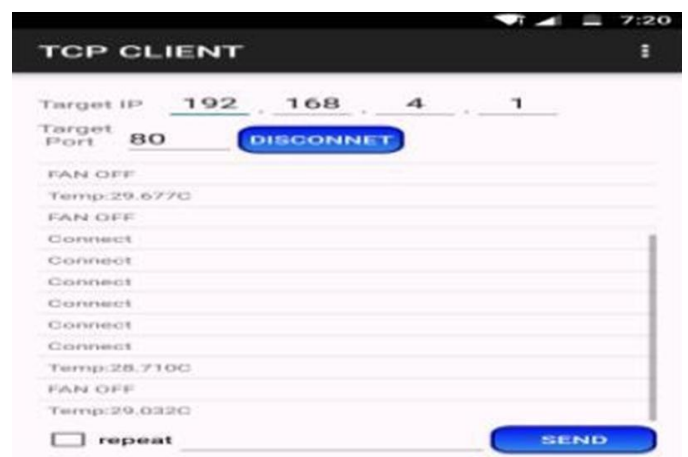 7:20
TCP CLIENT
Target IP 192 . 168 . 4 . 1
Target
Port 80 DISCONNET
FAN OFF
Temp:29.677C
FAN OFF
Connect
Connect
Connect
Connect
Connect
Connect
Temp:28.710C
FAN OFF
Temp:29.032C
repeat SEND